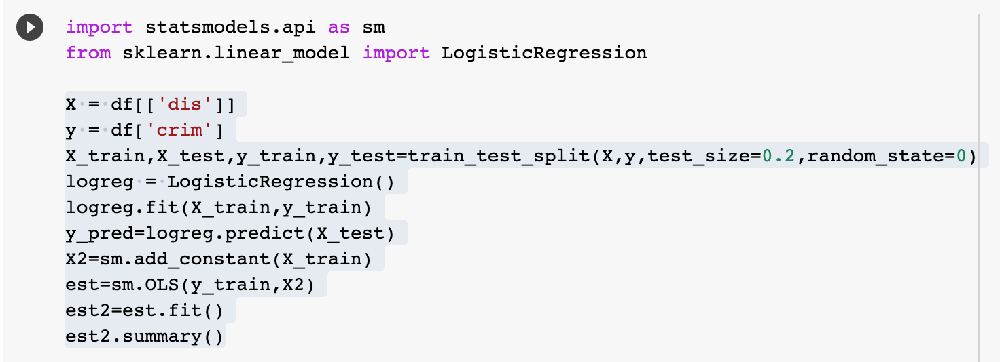 import statsmodels.api as sm
from sklearn.linear_model import LogisticRegression
X = df[['dis']]
y = df['crim']
X_train,X_test,y_train,y_test=train_test_split(X,y,test_size=0.2,random_state=0)
logreg = LogisticRegression()
logreg.fit(X_train,y_train)
y_pred=logreg.predict(X_test)
X2=sm.add_constant(X_train)
est=sm.OLS(y_train,X2)
est2=est.fit()
est2.summary()